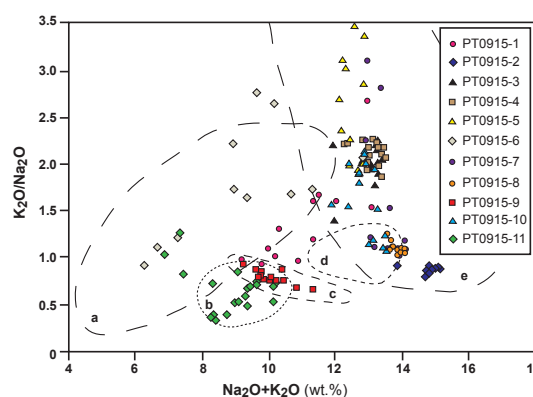 3.5
3.0
2.5
2.0
1.5
1.0
0.5
0
K₂O/Na₂O
4
6
8
10
12
14
16
18
Na₂O+K₂O (wt.%)
a
b
c
d
e
PT0915-1
PT0915-2
PT0915-3
PT0915-4
PT0915-5
PT0915-6
PT0915-7
PT0915-8
PT0915-9
PT0915-10
PT0915-11